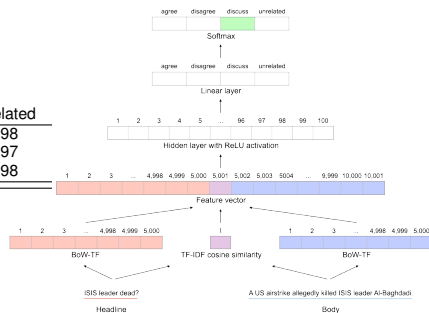 agree disagree discuss unrelated
Softmax
agree disagree discuss unrelated
Linear layer
elated
98
97
98
1 2 3 4 5 ... 96 97 98 99 100
Hidden layer with ReLU activation
1 2 3 ... 4,998 4,999 5,000 5,001 5,002 5,003 5004 ... 9,999 10,000 10,001
Feature vector
1 2 3 ... 4,998 4,999 5,000 1 1 2 3 ... 4,998 4,999 5,000
BoW-TF TF-IDF cosine similarity BoW-TF
ISIS leader dead? A US airstrike allegedly killed ISIS leader Al-Baghdadi
Headline Body